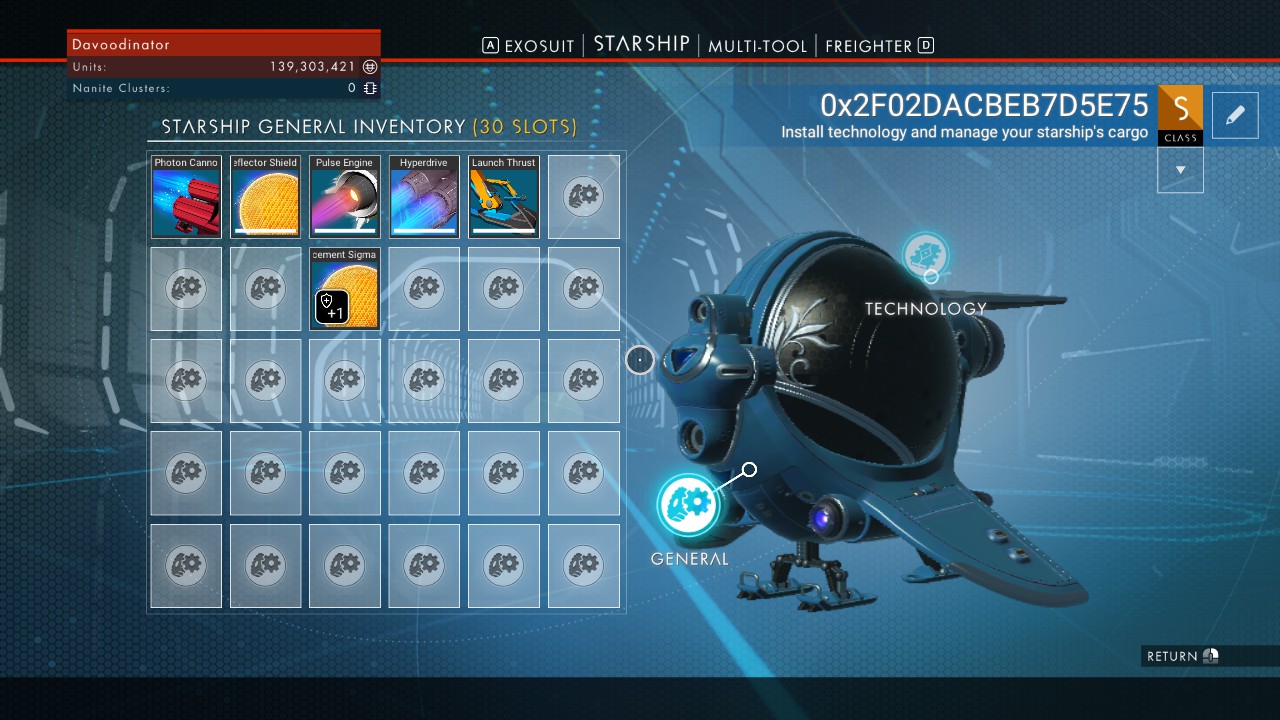 Davoodinator
Units: 139,303,421
Nanite Clusters: 0
A EXOSUIT STARSHIP MULTI-TOOL FREIGHTER D
STARSHIP GENERAL INVENTORY (30 SLOTS)
0x2F02DACBEB7D5E75
Install technology and manage your starship's cargo
S
CLASS
Photon Canno eflector Shield Pulse Engine Hyperdrive Launch Thrust
cement Sigma
+1
TECHNOLOGY
GENERAL
RETURN